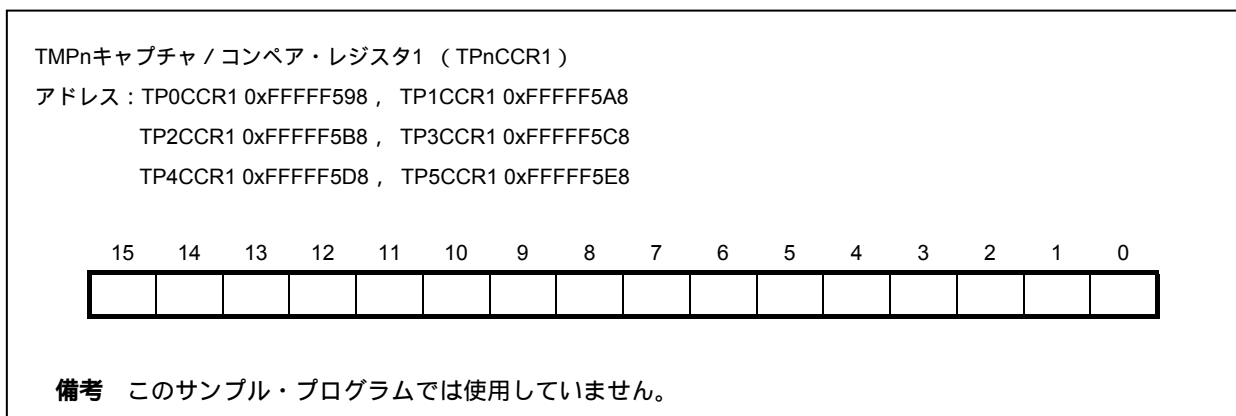 TMPnキャプチャ / コンペア・レジスタ1 （TPnCCR1）
アドレス：TP0CCR1 0xFFFFF598 ， TP1CCR1 0xFFFFF5A8
TP2CCR1 0xFFFFF5B8 ， TP3CCR1 0xFFFFF5C8
TP4CCR1 0xFFFFF5D8 ， TP5CCR1 0xFFFFF5E8
15 14 13 12 11 10 9 8 7 6 5 4 3 2 1 0
備考 このサンプル・プログラムでは使用していません。